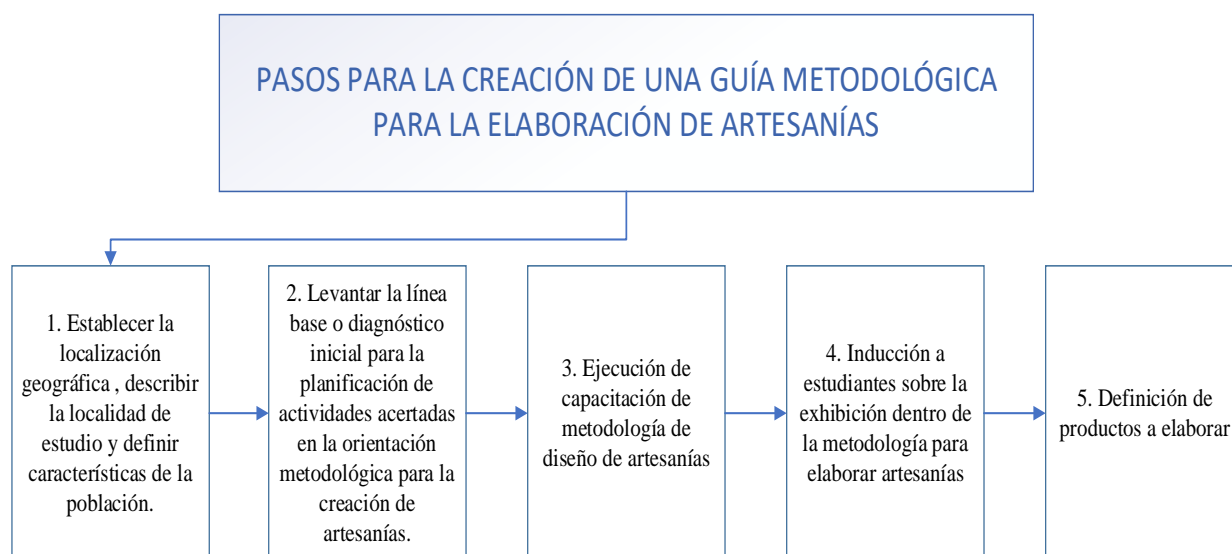 PASOS PARA LA CREACIÓN DE UNA GUÍA METODOLÓGICA
PARA LA ELABORACIÓN DE ARTESANÍAS
1. Establecer la
localización
geográfica , describir
la localidad de
estudio y definir
características de la
población.
2. Levantar la línea
base o diagnóstico
inicial para la
planificación de
actividades acertadas
en la orientación
metodológica para la
creación de
artesanías.
3. Ejecución de
capacitación de
metodología de
diseño de artesanías
4. Inducción a
estudiantes sobre la
exhibición dentro de
la metodología para
elaborar artesanías
5. Definición de
productos a elaborar